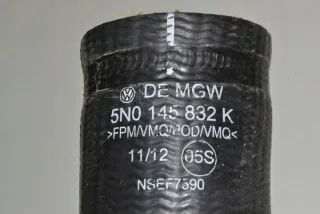 DE MGW
5N0 145 832 K
>FPM/VMQ/POD/VMQ<
11/12 05S
NSEF7590